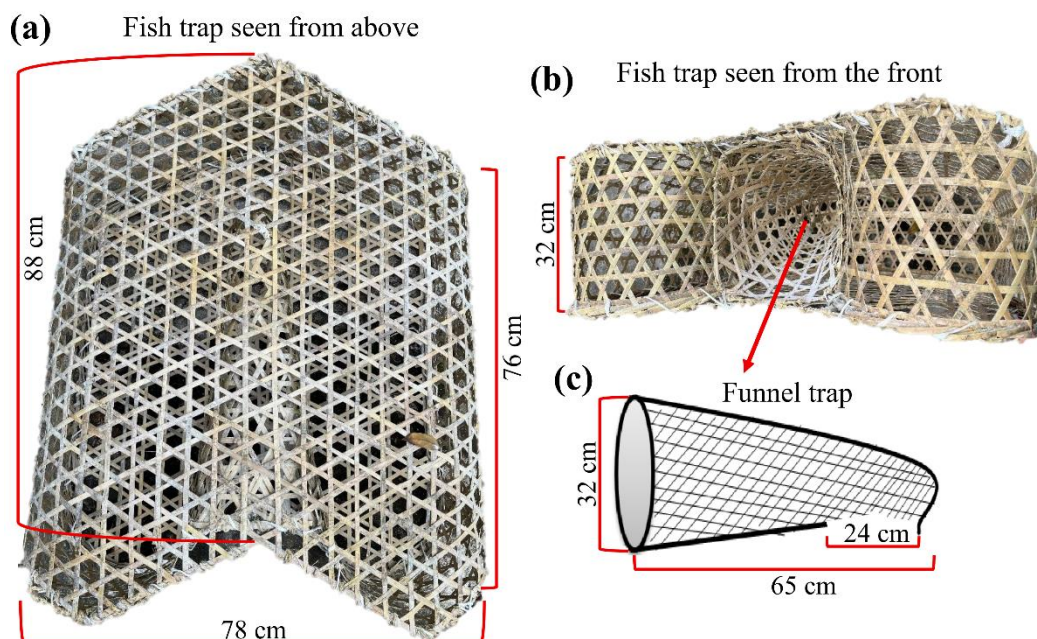 (a)
Fish trap seen from above
88 cm
76 cm
78 cm
(b)
Fish trap seen from the front
32 cm
(c)
Funnel trap
32 cm
24 cm
65 cm